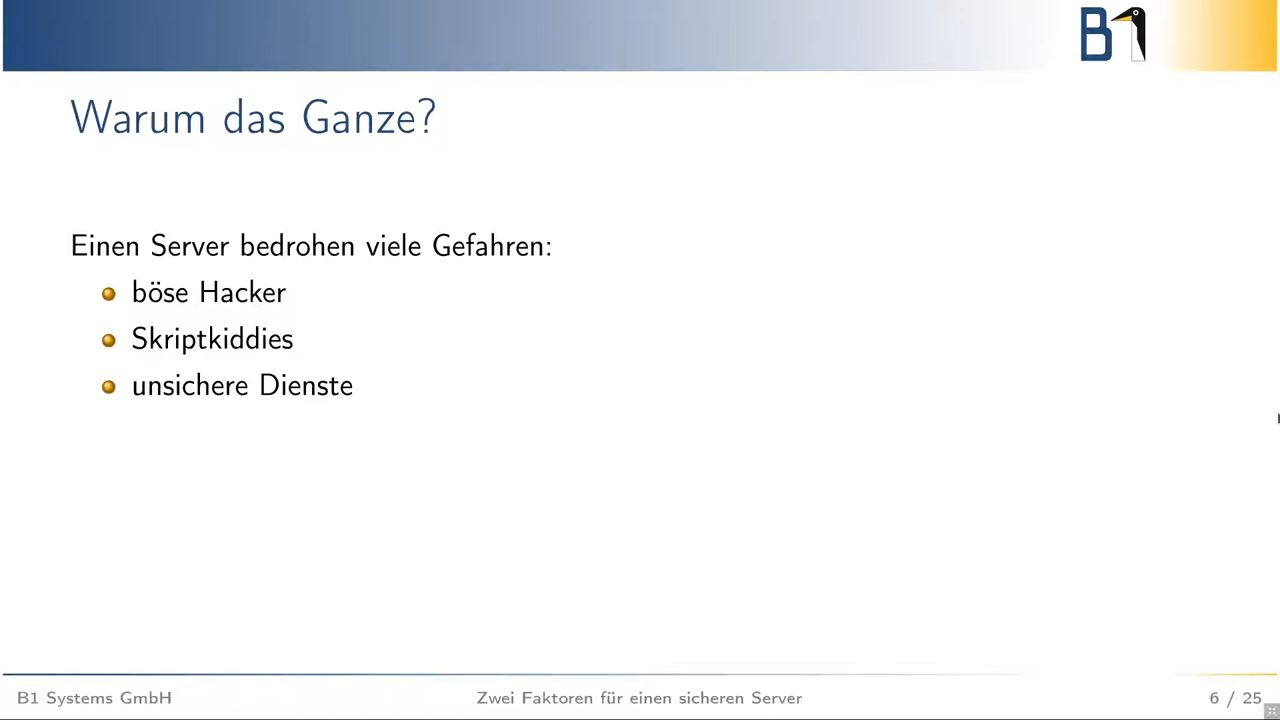 B1
Warum das Ganze?
Einen Server bedrohen viele Gefahren:
böse Hacker
Skriptkiddies
unsichere Dienste
B1 Systems GmbH
Zwei Faktoren für einen sicheren Server
6 / 25